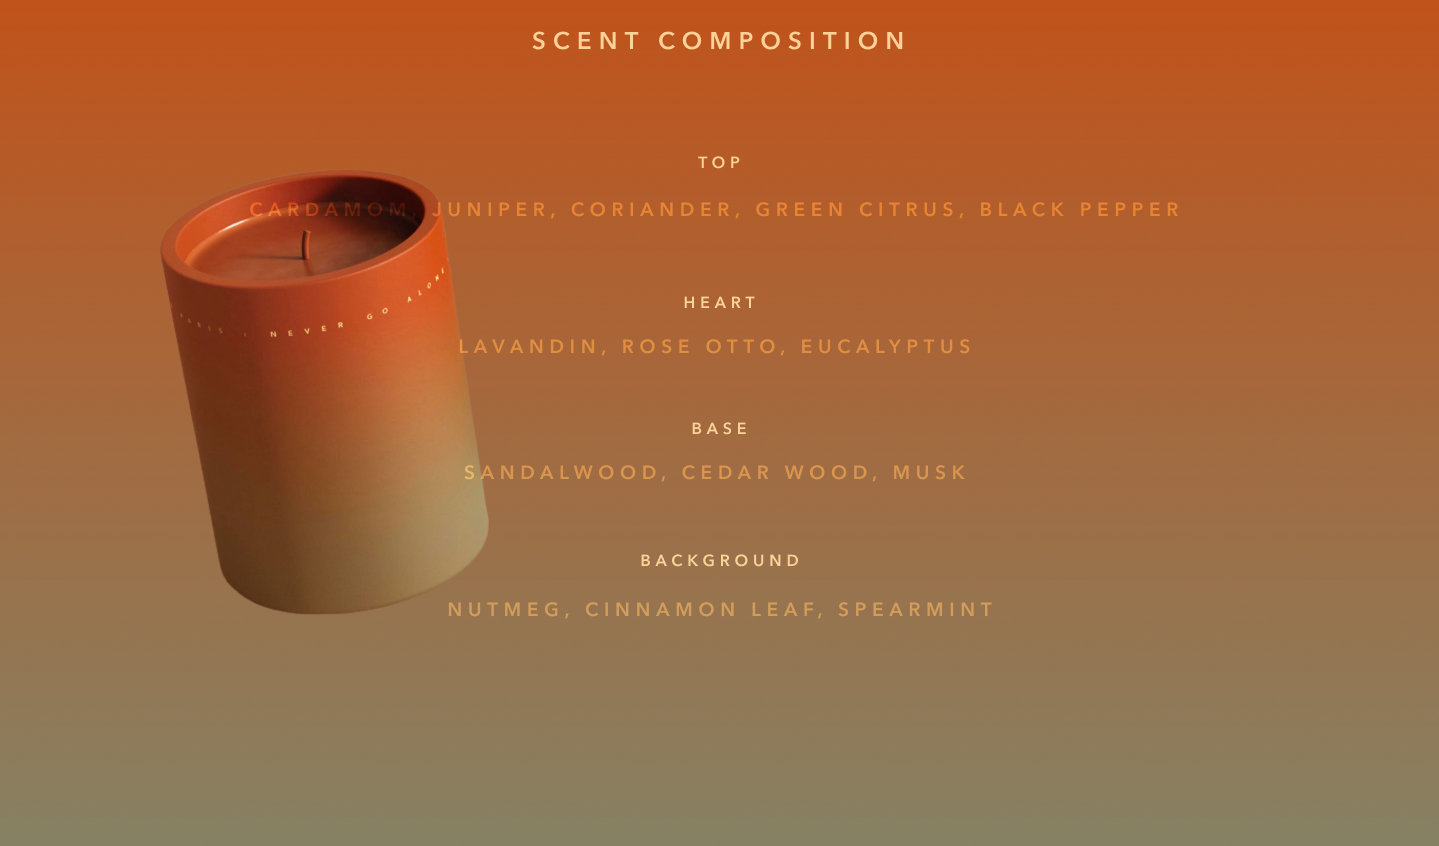 SCENT COMPOSITION
TOP
CARDAMOM, JUNIPER, CORIANDER, GREEN CITRUS, BLACK PEPPER
NEVER GO ALONE
HEART
LAVANDIN, ROSE OTTO, EUCALYPTUS
BASE
SANDALWOOD, CEDAR WOOD, MUSK
BACKGROUND
NUTMEG, CINNAMON LEAF, SPEARMINT